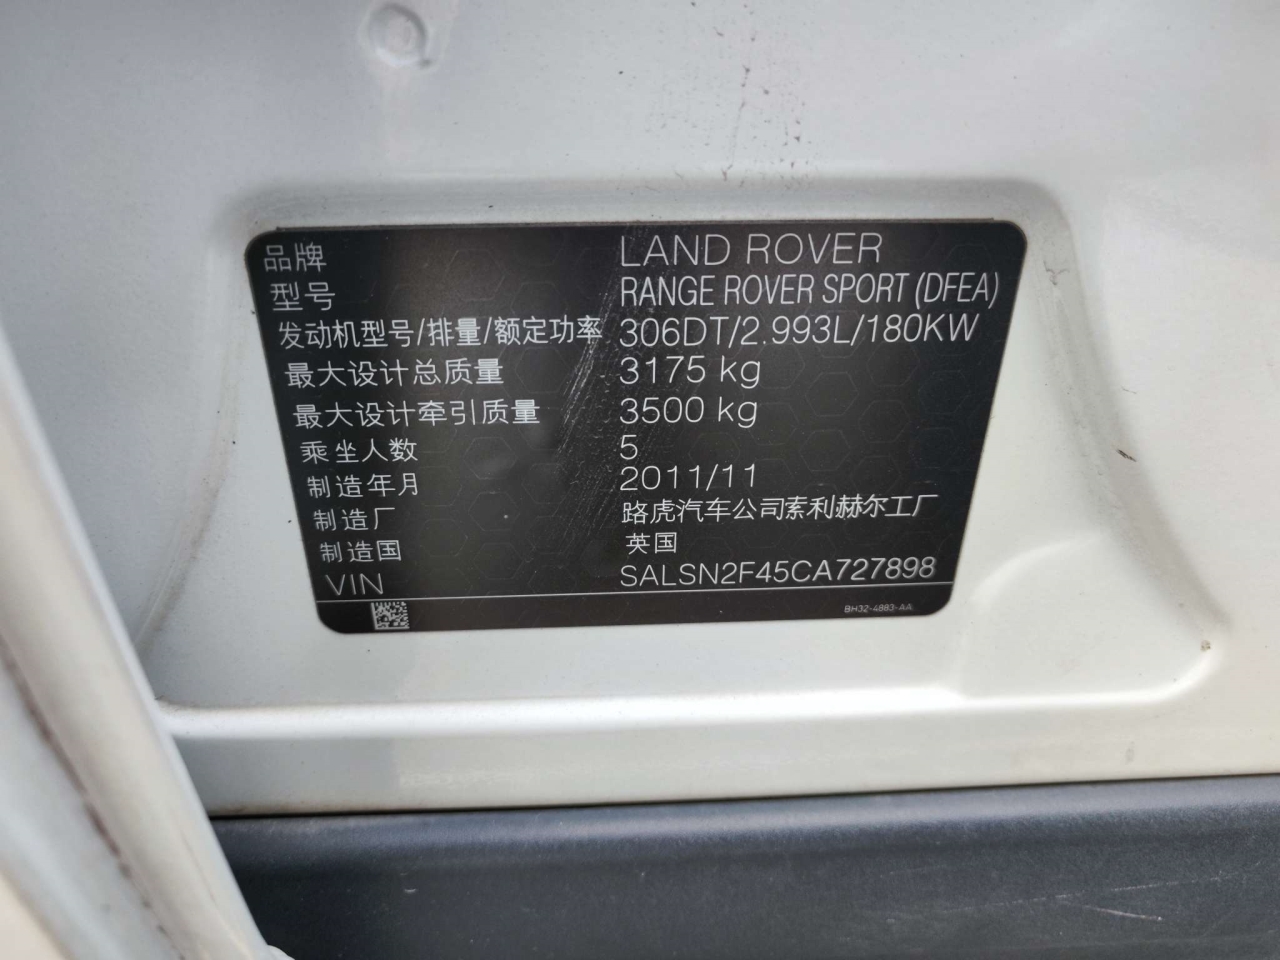 品牌 LAND ROVER
型号 RANGE ROVER SPORT (DFEA)
发动机型号/排量/额定功率 306DT/2.993L/180KW
最大设计总质量 3175 kg
最大设计牵引质量 3500 kg
乘坐人数 5
制造年月 2011/11
制造厂 路虎汽车公司索利赫尔工厂
制造国 英国
VIN SALSN2F45CA727898
BH32-4883-AA